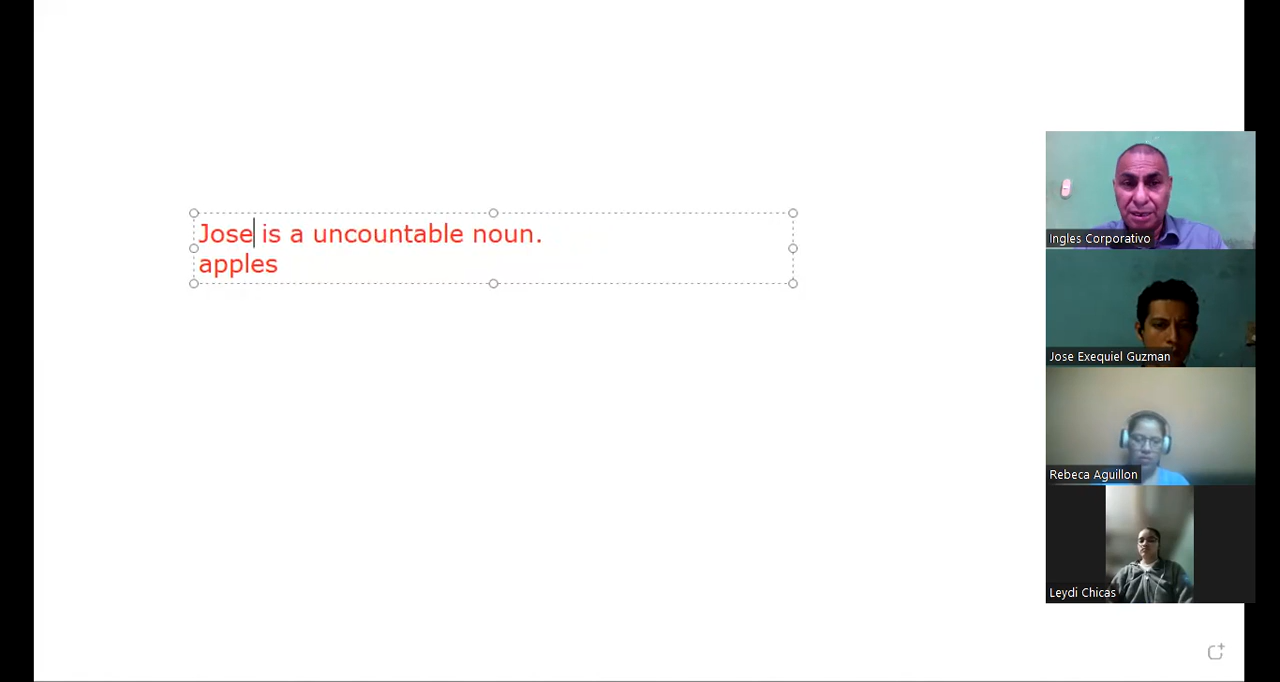 Jose is a uncountable noun.
apples
Ingles Corporativo
Jose Exequiel Guzman
Rebeca Aguillon
Leydi Chicas